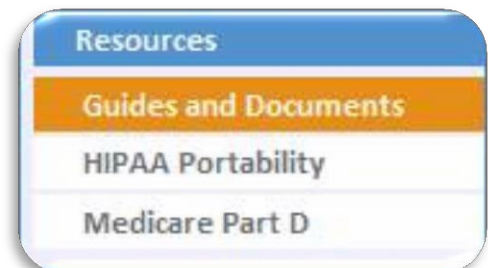 Resources
Guides and Documents
HIPAA Portability
Medicare Part D